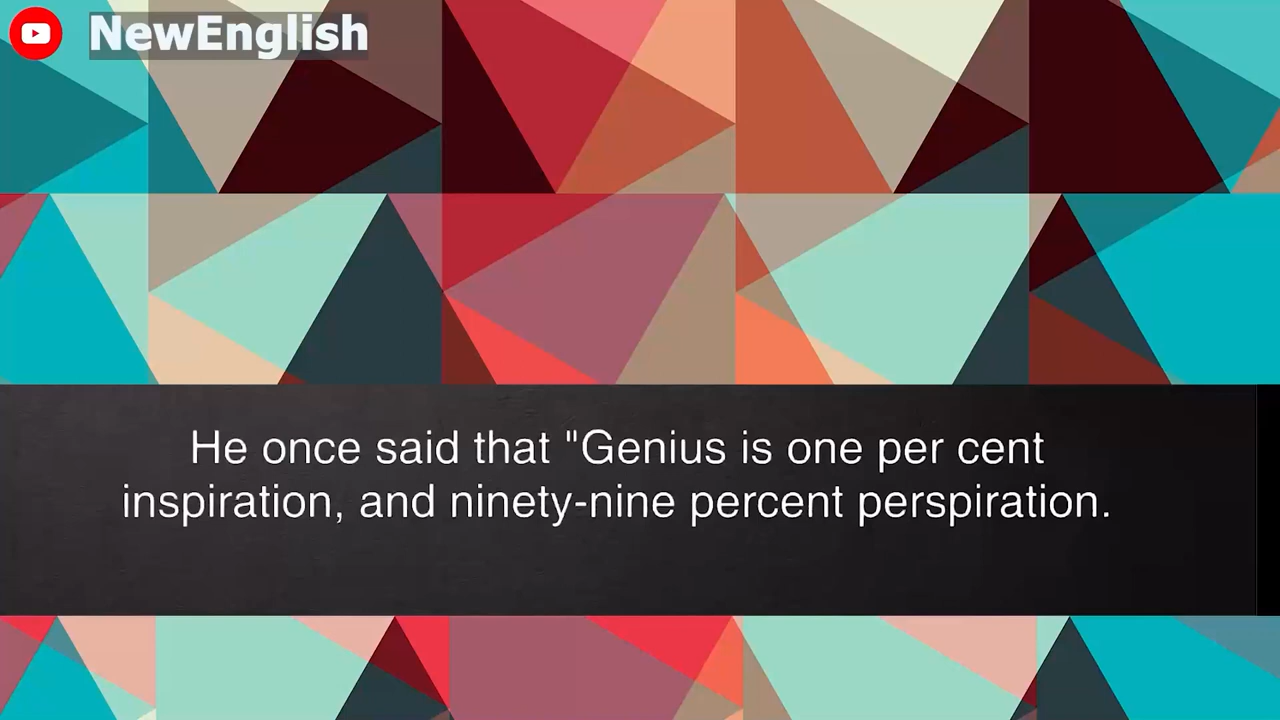 NewEnglish
He once said that "Genius is one per cent
inspiration, and ninety-nine percent perspiration.